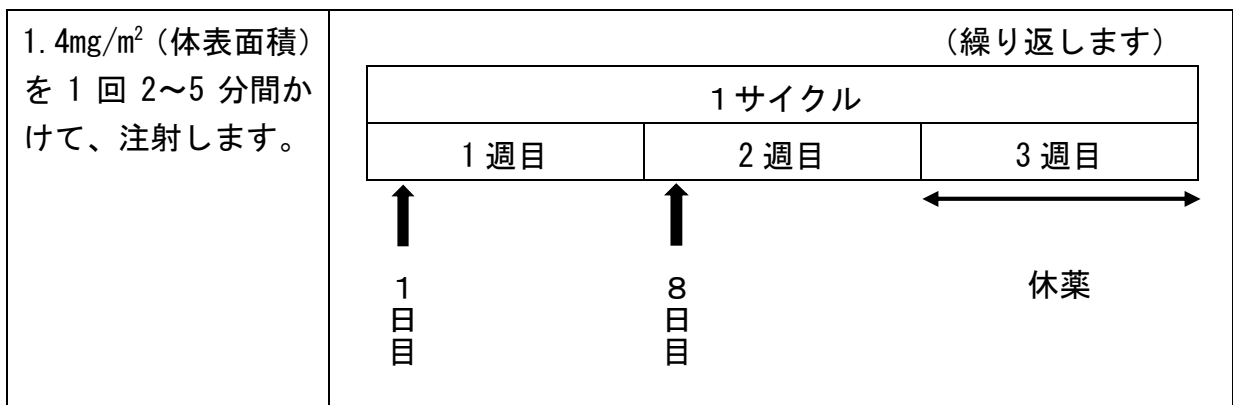 1.4mg/m²(体表面積)
を 1 回 2~5 分間か
けて、注射します。
(繰り返します)
1サイクル
1週目 2週目 3週目
1日目 8日目 休薬